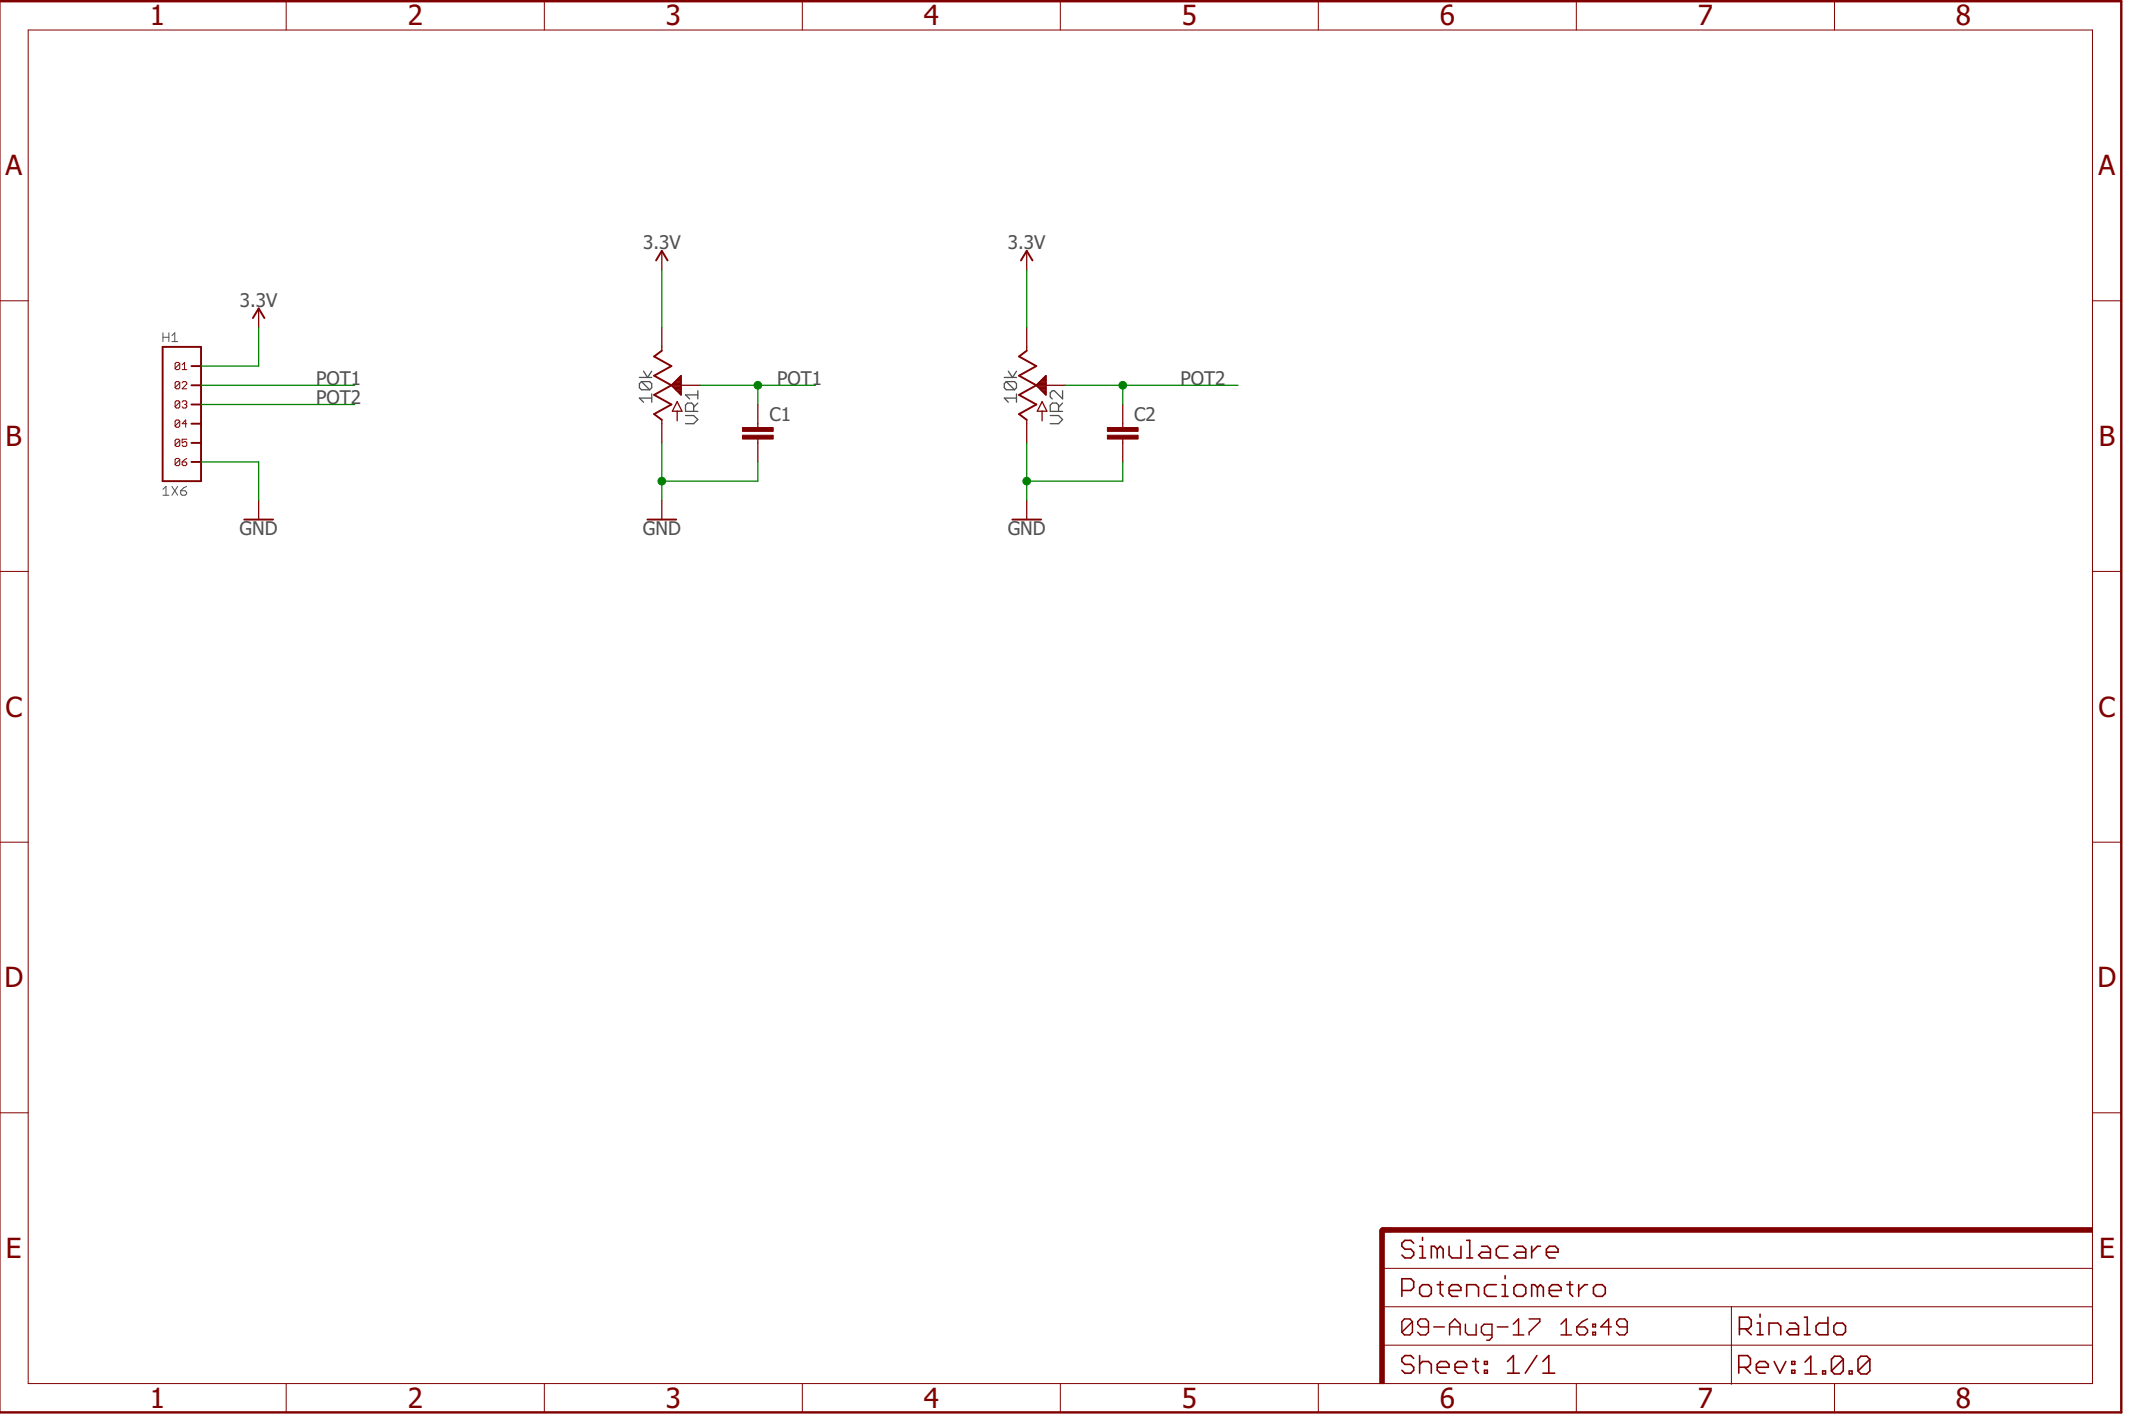 1 2 3 4 5 6 7 8
A A
3.3V 3.3V
3.3V
H1
01
02 POT1
03 POT2
04
05
06
1X6
GND
10k
VR1
POT1
C1
GND
10k
VR2
POT2
C2
GND
B B
C C
D D
E E
Simulacare
Potenciometro
09-Aug-17 16:49 Rinaldo
Sheet: 1/1 Rev:1.0.0
1 2 3 4 5 6 7 8